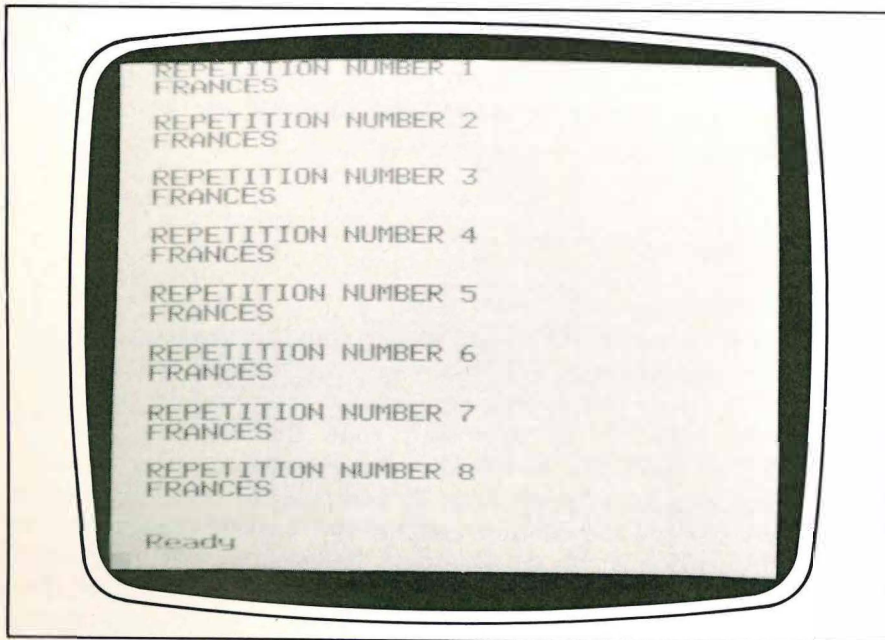 REPETITION NUMBER 1
FRANCES
REPETITION NUMBER 2
FRANCES
REPETITION NUMBER 3
FRANCES
REPETITION NUMBER 4
FRANCES
REPETITION NUMBER 5
FRANCES
REPETITION NUMBER 6
FRANCES
REPETITION NUMBER 7
FRANCES
REPETITION NUMBER 8
FRANCES
Ready